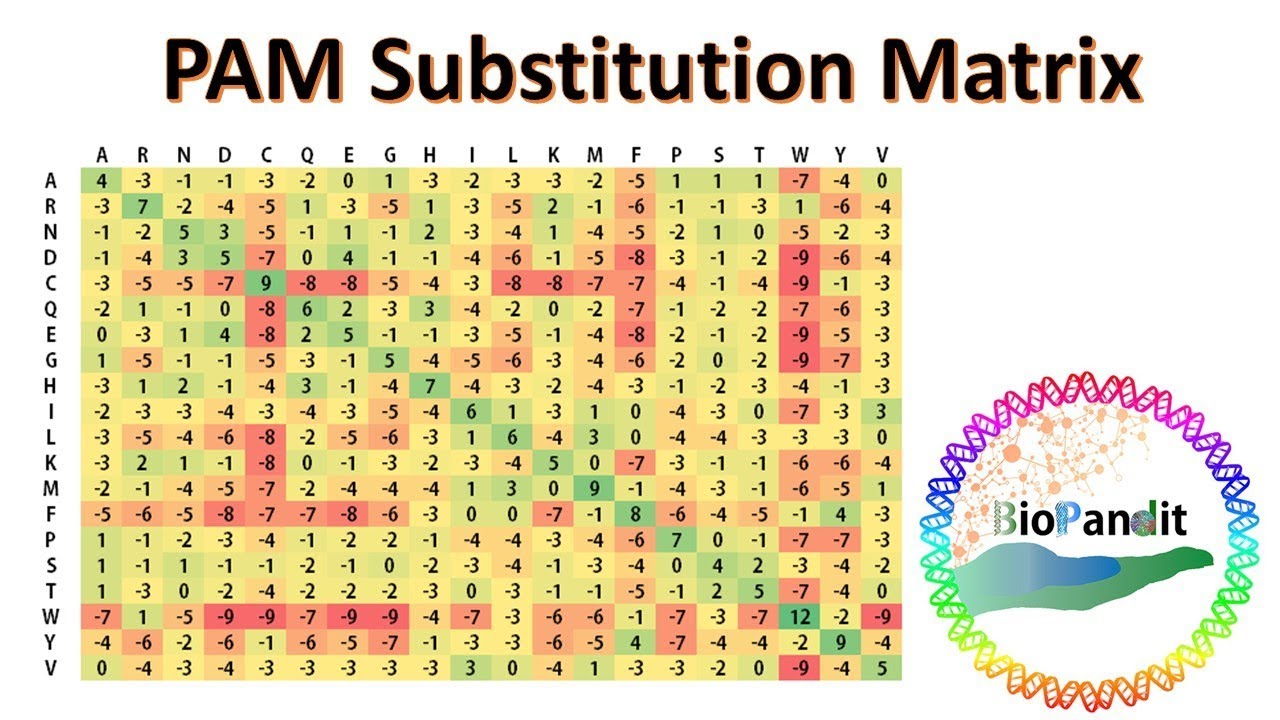 PAM Substitution Matrix
A R N D C Q E G H I L K M F P S T W Y V
A 4 -3 -1 -1 -3 -2 0 1 -3 -2 -3 -3 -2 -5 1 1 1 -7 -4 0
R -3 7 -2 -4 -5 1 -3 -5 1 -3 -5 2 -1 -6 -1 -1 -3 1 -6 -4
N -1 -2 5 3 -5 -1 1 -1 2 -3 -4 1 -4 -5 -2 1 0 -5 -2 -3
D -1 -4 3 5 -7 0 4 -1 -1 -4 -6 -1 -5 -8 -3 -1 -2 -9 -6 -4
C -3 -5 -5 -7 9 -8 -8 -5 -4 -3 -8 -8 -7 -7 -4 -1 -4 -9 -1 -3
Q -2 1 -1 0 -8 6 2 -3 3 -4 -2 0 -2 -7 -1 -2 -2 -7 -6 -3
E 0 -3 1 4 -8 2 5 -1 -1 -3 -5 -1 -4 -8 -2 -1 -2 -9 -5 -3
G 1 -5 -1 -1 -5 -3 -1 5 -4 -5 -6 -3 -4 -6 -2 0 -2 -9 -7 -3
H -3 1 2 -1 -4 3 -1 -4 7 -4 -3 -2 -4 -3 -1 -2 -3 -4 -1 -3
I -2 -3 -3 -4 -3 -4 -3 -5 -4 6 1 -3 1 0 -4 -3 0 -7 -3 3
L -3 -5 -4 -6 -8 -2 -5 -6 -3 1 6 -4 3 0 -4 -4 -3 -3 -3 0
K -3 2 1 -1 -8 0 -1 -3 -2 -3 -4 5 0 -7 -3 -1 -1 -6 -6 -4
M -2 -1 -4 -5 -7 -2 -4 -4 -4 1 3 0 9 -1 -4 -3 -1 -6 -5 1
F -5 -6 -5 -8 -7 -7 -8 -6 -3 0 0 -7 -1 8 -6 -4 -5 -1 4 -3
P 1 -1 -2 -3 -4 -1 -2 -2 -1 -4 -4 -3 -4 -6 7 0 -1 -7 -7 -3
S 1 -1 1 -1 -1 -2 -1 0 -2 -3 -4 -1 -3 -4 0 4 2 -3 -4 -2
T 1 -3 0 -2 -4 -2 -2 -2 -3 0 -3 -1 -1 -5 -1 2 5 -7 -4 0
W -7 1 -5 -9 -9 -7 -9 -9 -4 -7 -3 -6 -6 -1 -7 -3 -7 12 -2 -9
Y -4 -6 -2 -6 -1 -6 -5 -7 -1 -3 -3 -6 -5 4 -7 -4 -4 -2 9 -4
V 0 -4 -3 -4 -3 -3 -3 -3 -3 3 0 -4 1 -3 -3 -2 0 -9 -4 5
BioPandit